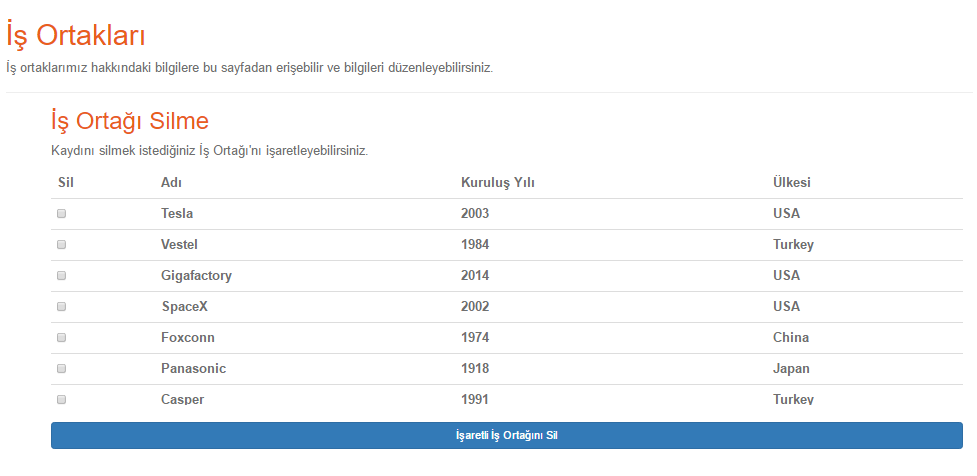 İş Ortakları
İş ortaklarımız hakkındaki bilgilere bu sayfadan erişebilir ve bilgileri düzenleyebilirsiniz.
İş Ortağı Silme
Kaydını silmek istediğiniz İş Ortağı'nı işaretleyebilirsiniz.
Sil Adı Kuruluş Yılı Ülkesi
Tesla 2003 USA
Vestel 1984 Turkey
Gigafactory 2014 USA
SpaceX 2002 USA
Foxconn 1974 China
Panasonic 1918 Japan
Casper 1991 Turkey
İşaretli İş Ortağını Sil